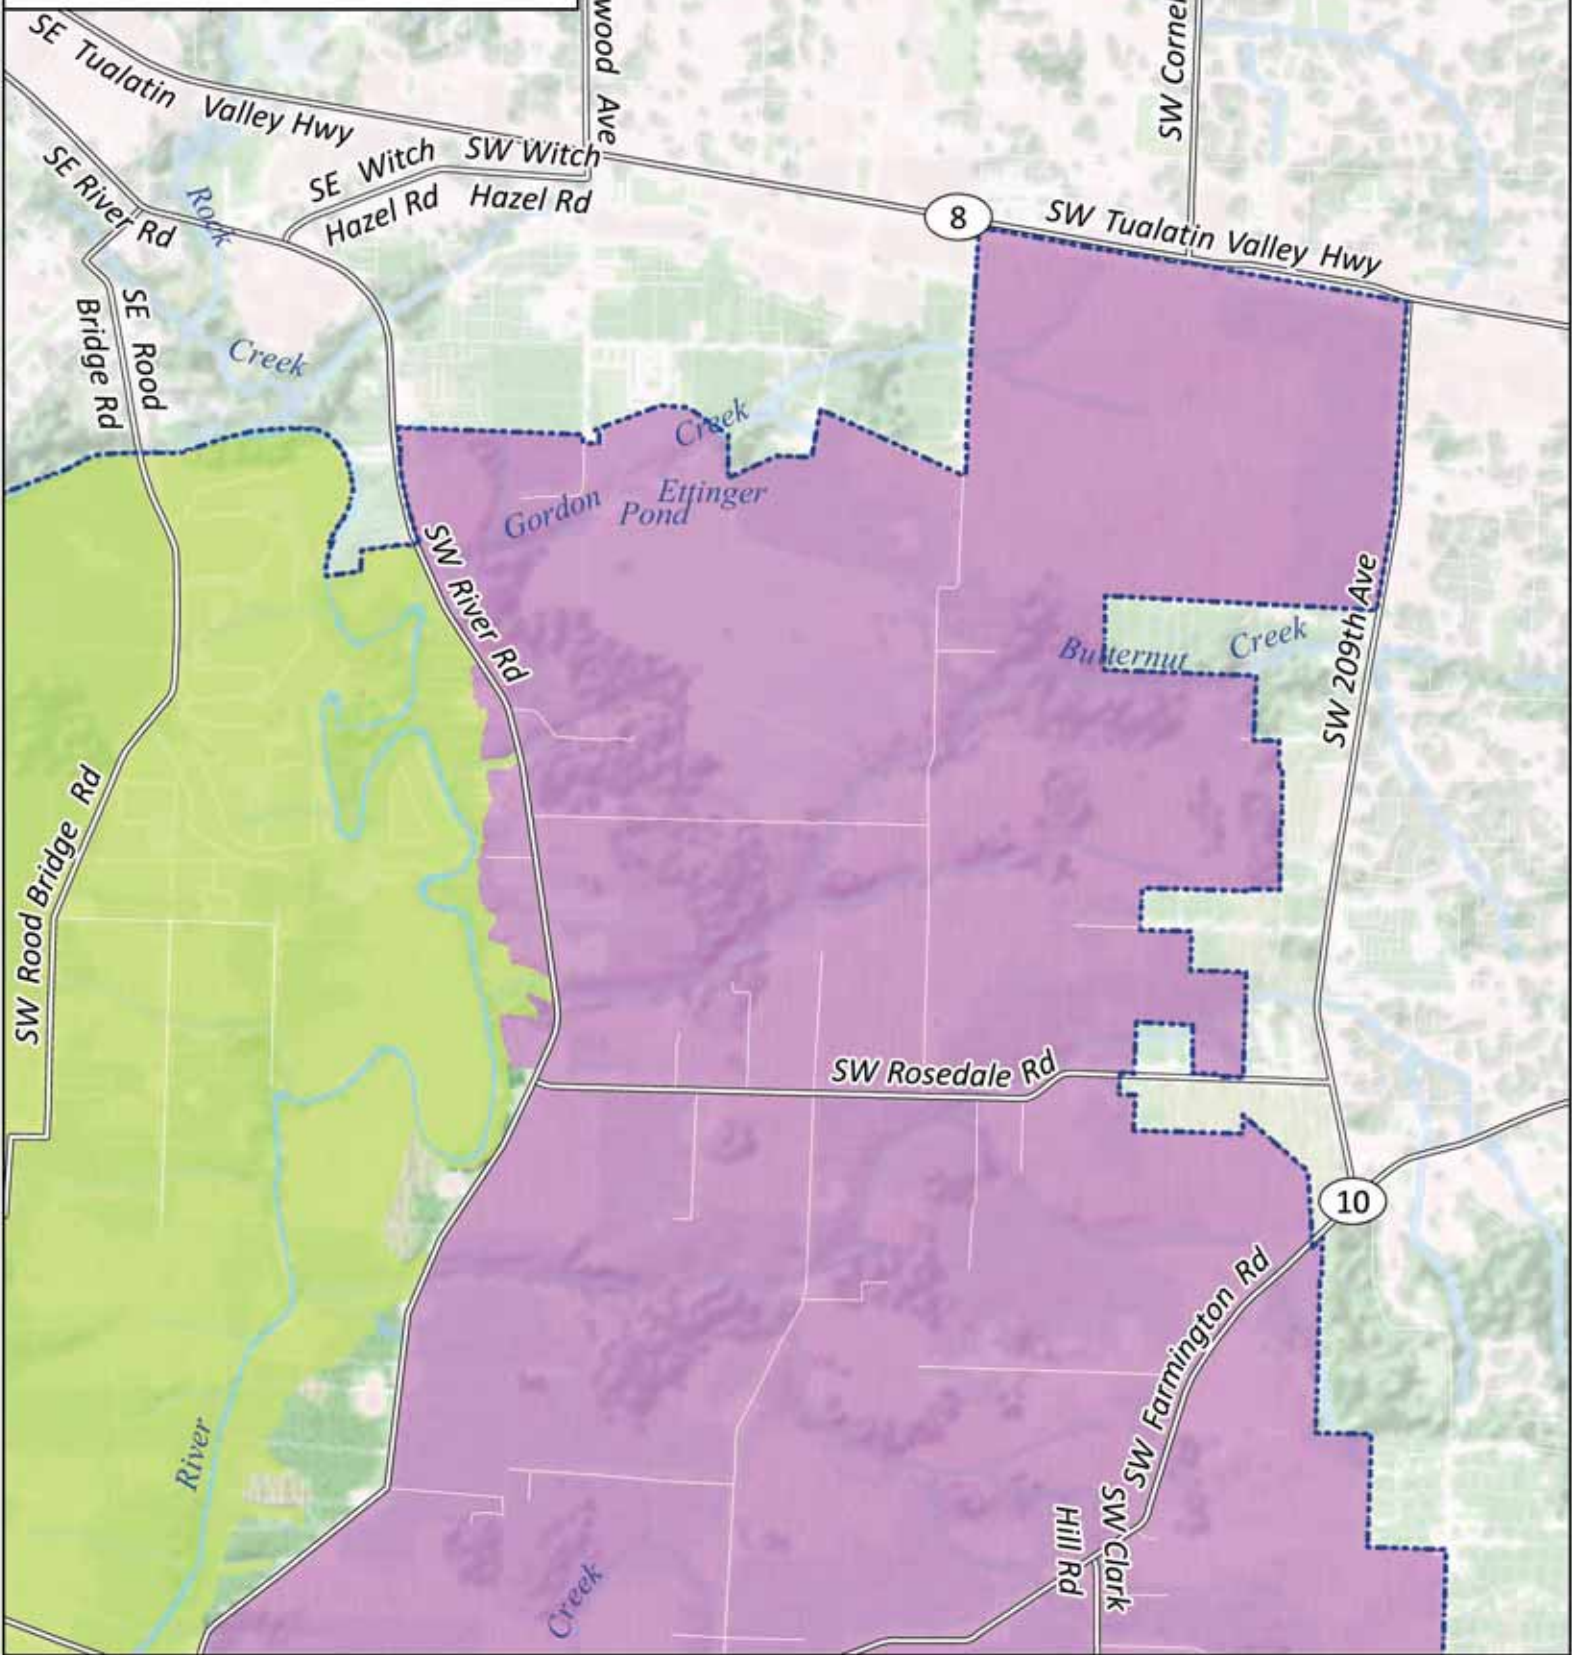 wood Ave
SW Corne
SE Tualatin Valley Hwy
SE Witch
Hazel Rd
SW Witch
Hazel Rd
SE River Rd
Rock
Creek
8
SW Tualatin Valley Hwy
SE Rood
Bridge Rd
Creek
Gordon
Ettinger
Pond
SW River Rd
Butternut Creek
SW 209th Ave
SW Rood Bridge Rd
SW Rosedale Rd
10
SW Farmington Rd
River
SW Clark
Hill Rd
Creek